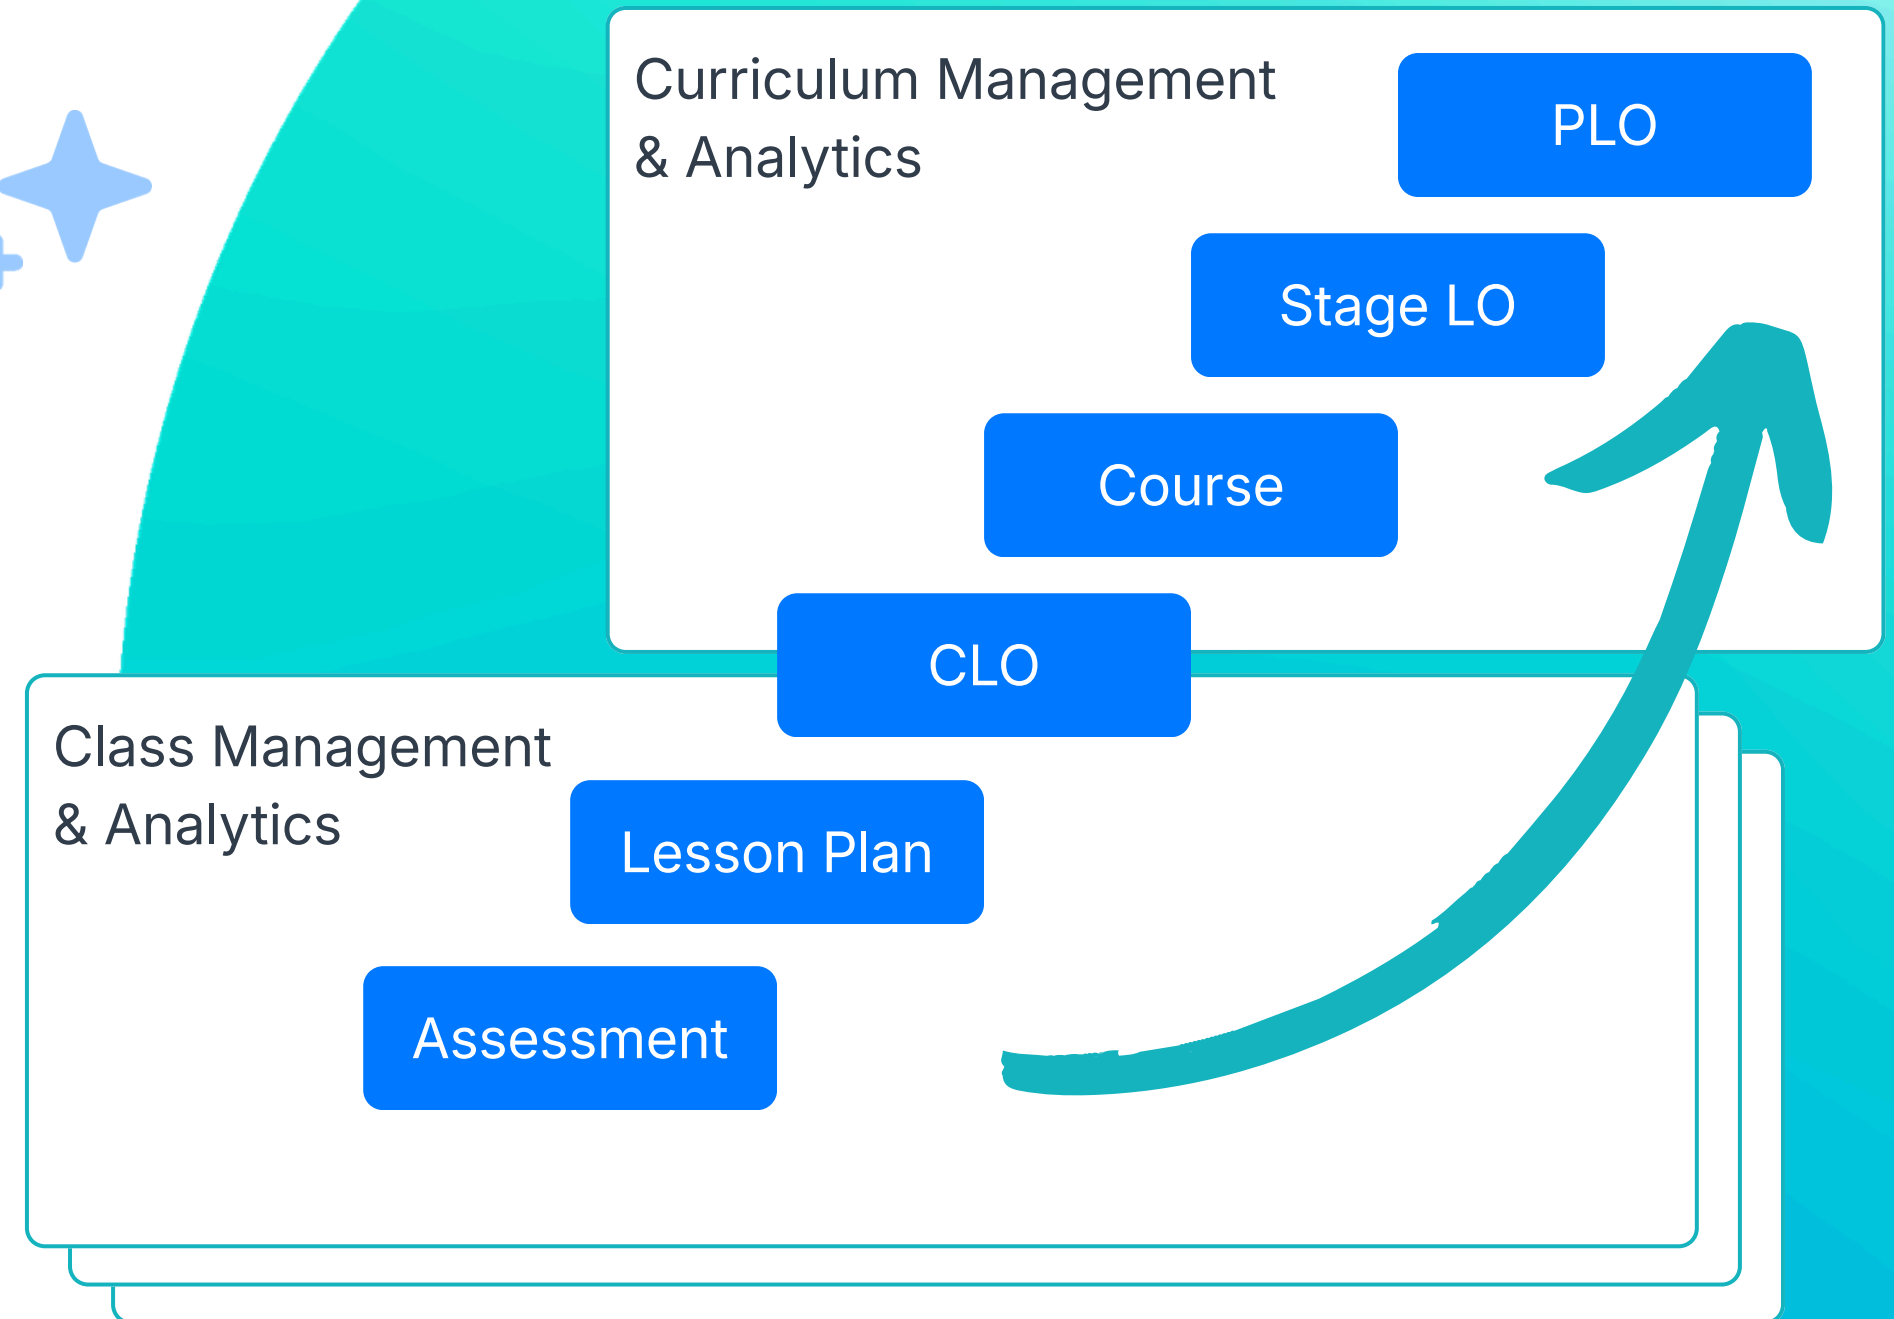 Curriculum Management
& Analytics
PLO
Stage LO
Course
CLO
Class Management
& Analytics
Lesson Plan
Assessment